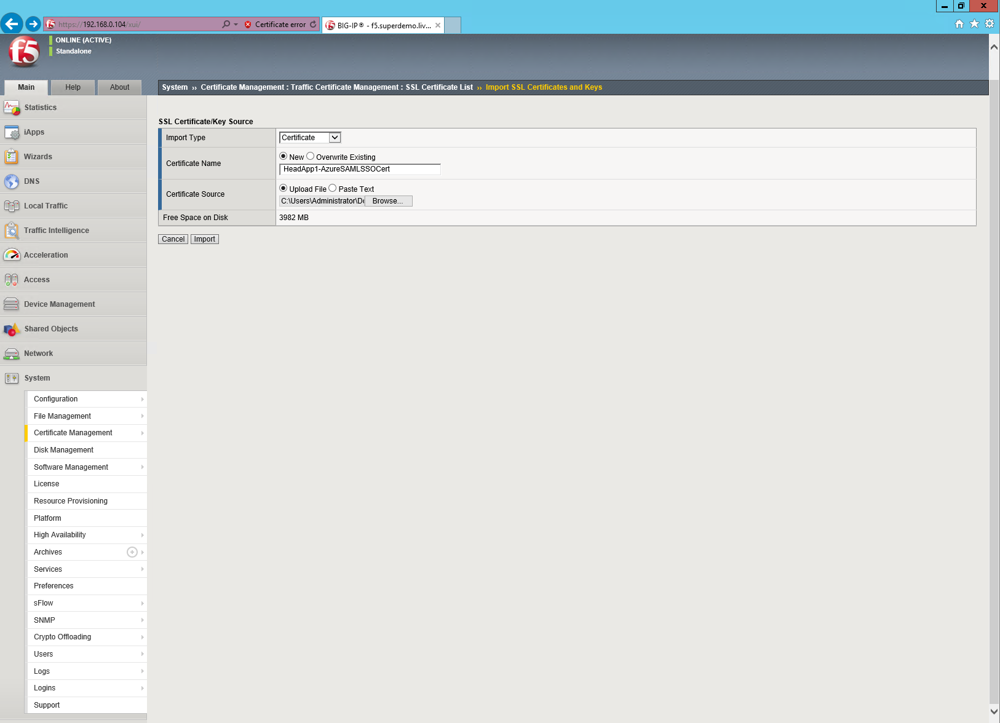 https://192.168.0.104/xui/
Certificate error
BIG-IP® - f5.superdemo.liv...
f5
ONLINE (ACTIVE)
Standalone
Main
Help
About
System ›› Certificate Management : Traffic Certificate Management : SSL Certificate List ›› Import SSL Certificates and Keys
Statistics
iApps
Wizards
DNS
Local Traffic
Traffic Intelligence
Acceleration
Access
Device Management
Shared Objects
Network
System
Configuration
File Management
Certificate Management
Disk Management
Software Management
License
Resource Provisioning
Platform
High Availability
Archives
Services
Preferences
sFlow
SNMP
Crypto Offloading
Users
Logs
Logins
Support
SSL Certificate/Key Source
Import Type
Certificate
Certificate Name
New
Overwrite Existing
HeadApp1-AzureSAMLSSOCert
Certificate Source
Upload File
Paste Text
C:\Users\Administrator\Do
Browse...
Free Space on Disk
3982 MB
Cancel
Import